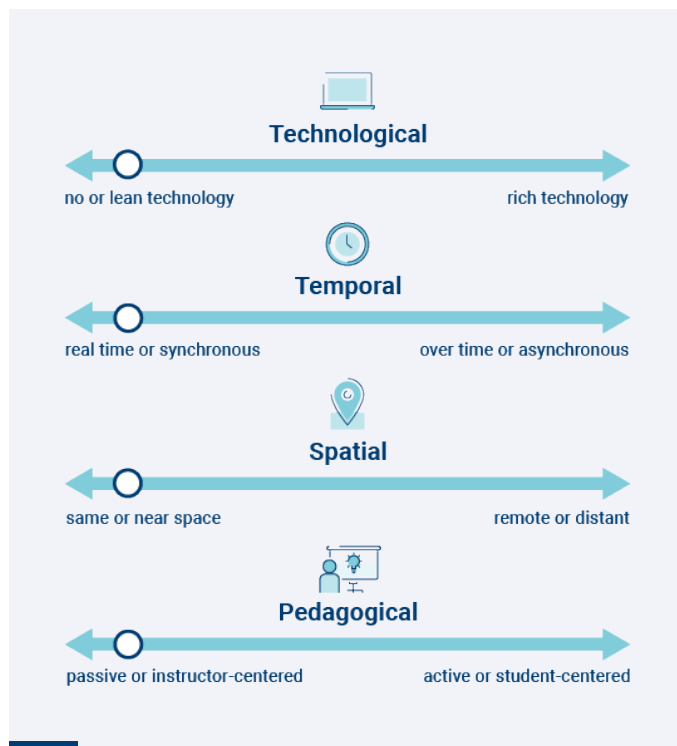 Technological
no or lean technology
rich technology
Temporal
real time or synchronous
over time or asynchronous
Spatial
same or near space
remote or distant
Pedagogical
passive or instructor-centered
active or student-centered